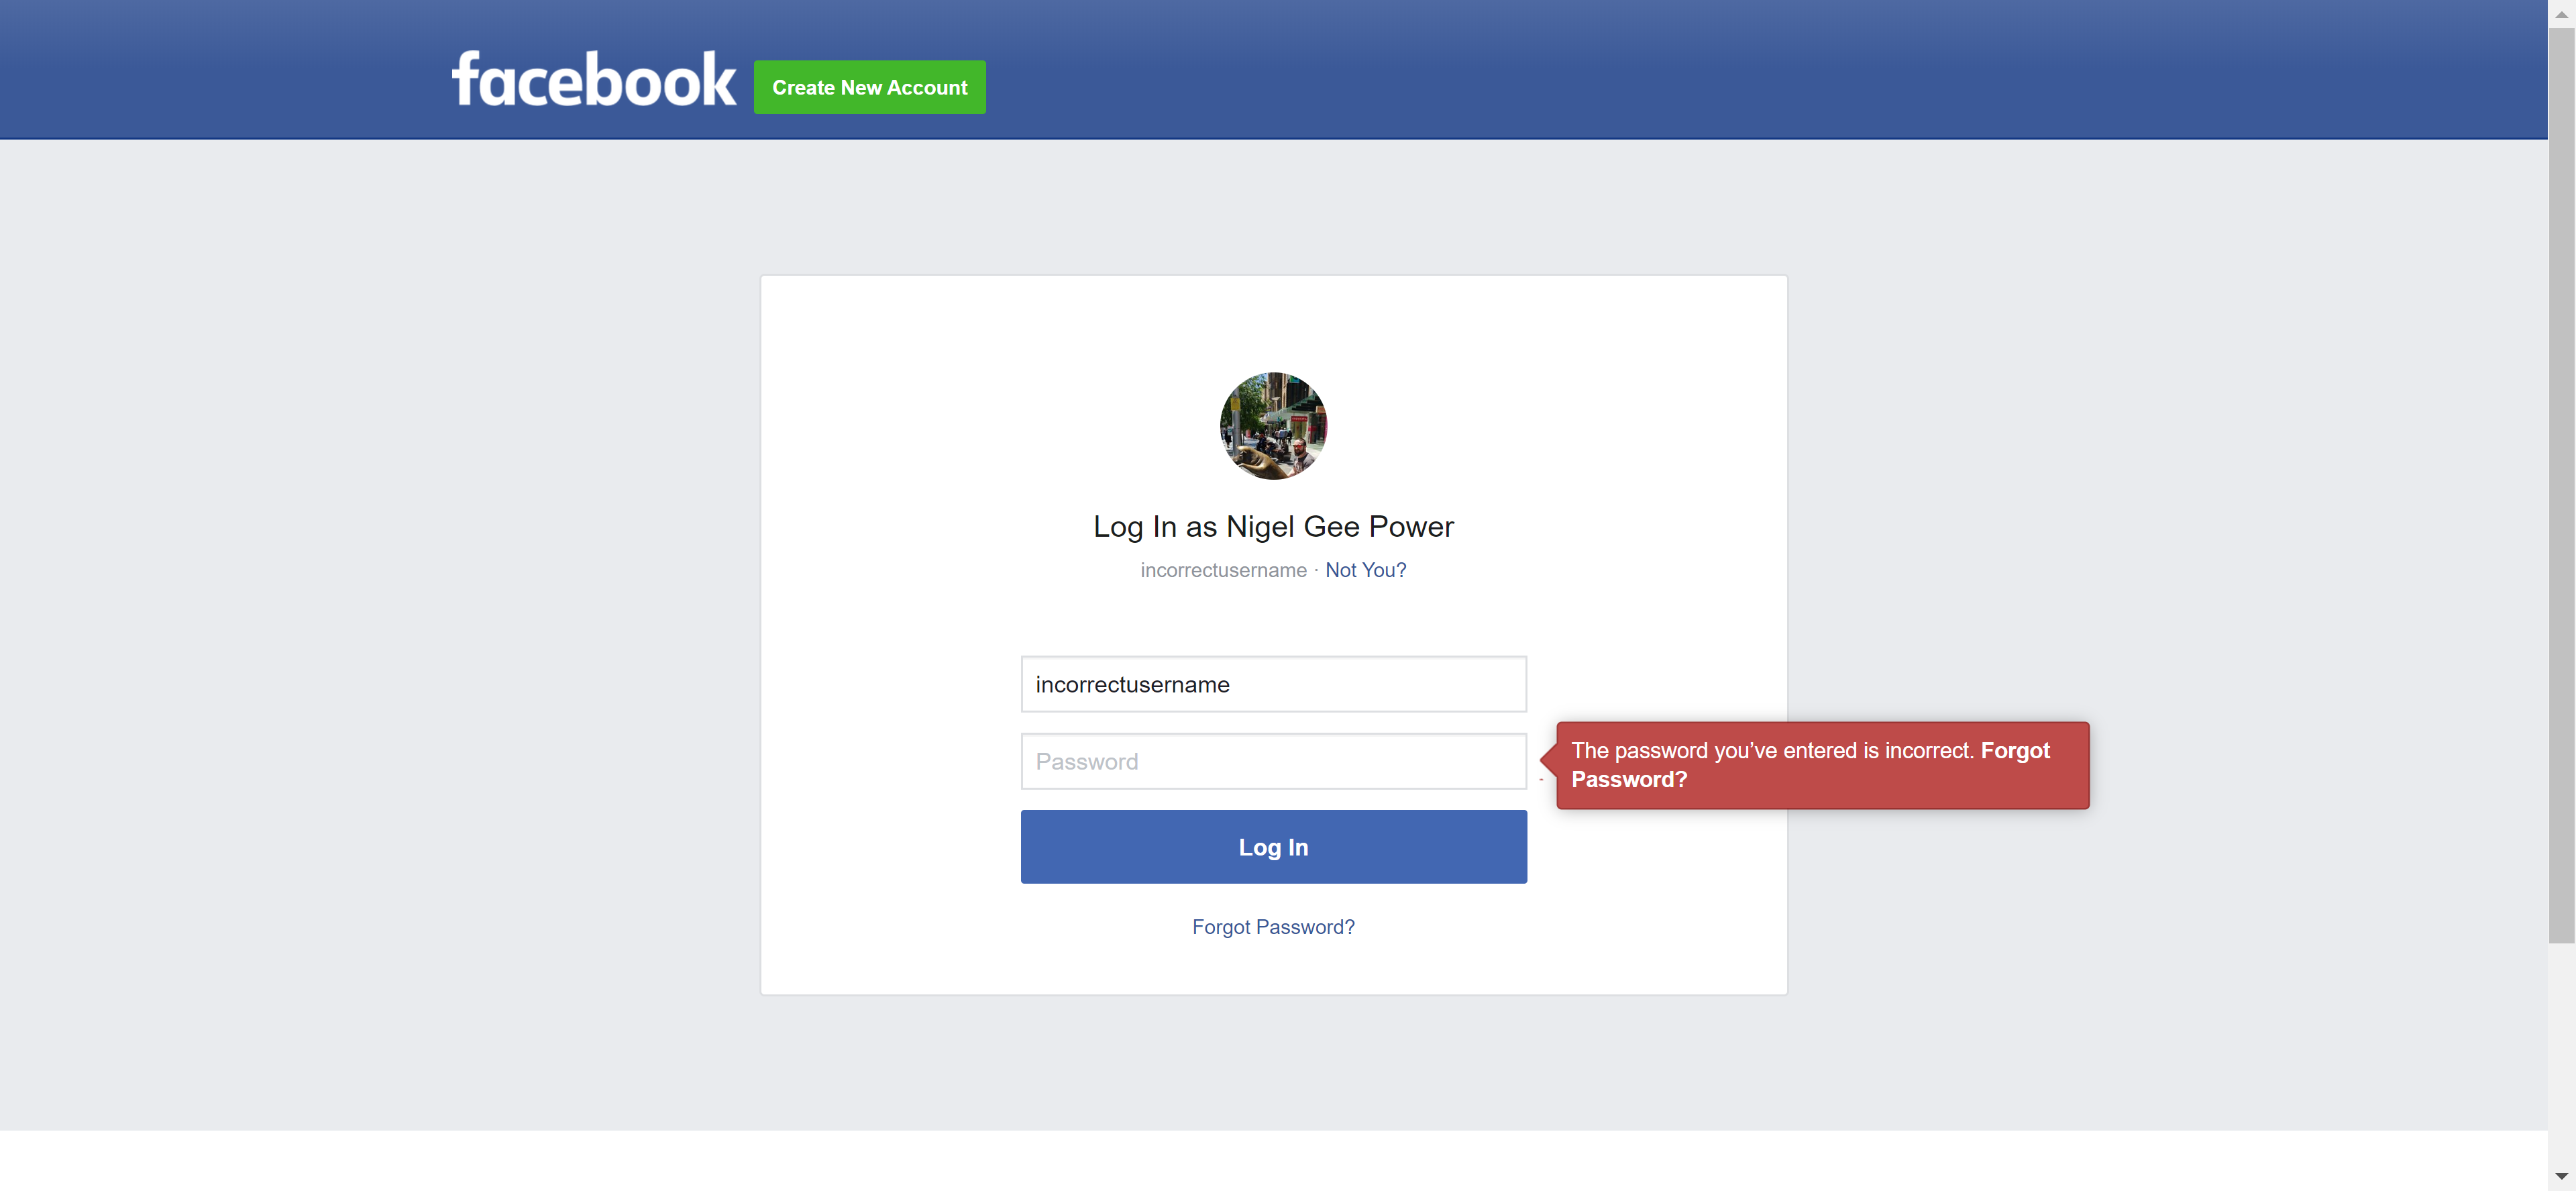 facebook Create New Account
Log In as Nigel Gee Power
incorrectusername · Not You?
incorrectusername
Password
The password you’ve entered is incorrect. Forgot
Password?
Log In
Forgot Password?